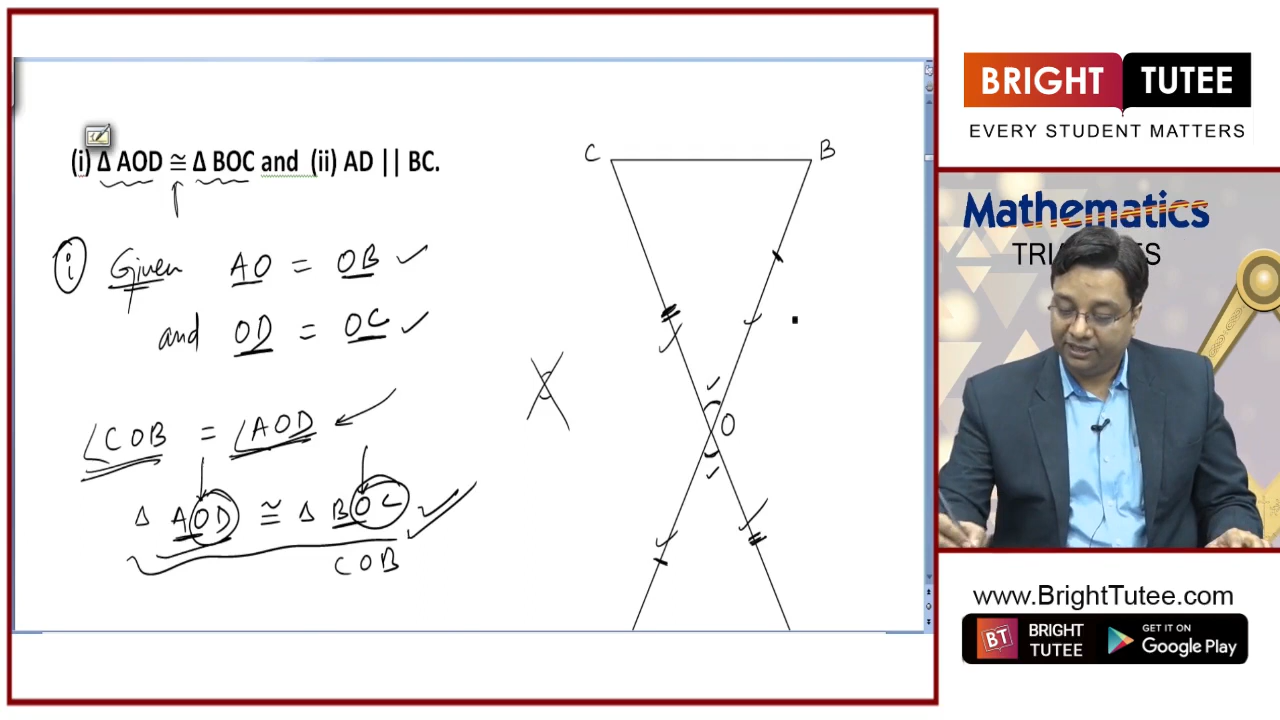 (i) Δ AOD ≅ Δ BOC and (ii) AD || BC.
(i) Given AO = OB ✓
and OD = OC ✓
∠COB = ∠AOD
Δ AOD ≅ Δ BOC ✓✓
COB
C
B
O
BRIGHT TUTEE
EVERY STUDENT MATTERS
Mathematics
www.BrightTutee.com
BT
BRIGHT
TUTEE
GET IT ON
Google Play